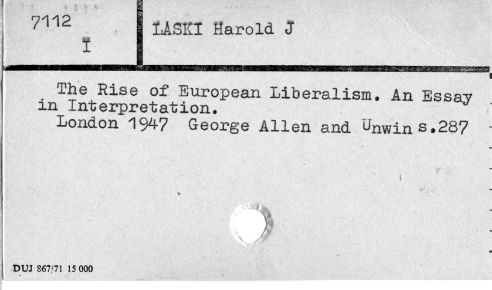 7112
I
LASKI Harold J
The Rise of European Liberalism. An Essay
in Interpretation.
London 1947 George Allen and Unwin s.287
DUJ 867/71 15 000